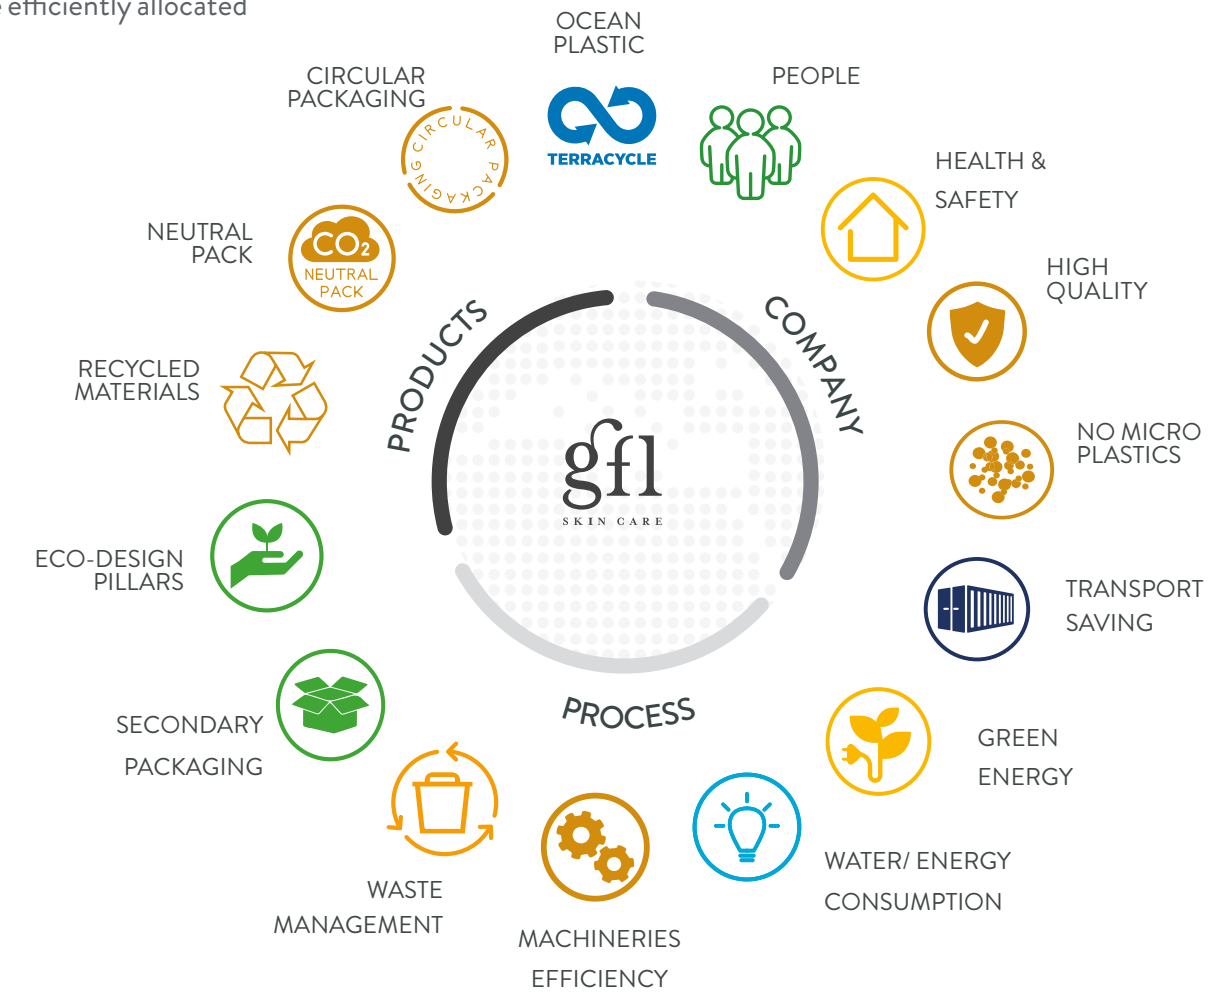 efficiently allocated
OCEAN
PLASTIC
TERRACYCLE
PEOPLE
HEALTH &
SAFETY
HIGH
QUALITY
NO MICRO
PLASTICS
TRANSPORT
SAVING
GREEN
ENERGY
WATER/ ENERGY
CONSUMPTION
MACHINERIES
EFFICIENCY
WASTE
MANAGEMENT
SECONDARY
PACKAGING
ECO-DESIGN
PILLARS
RECYCLED
MATERIALS
NEUTRAL
PACK
CO2
NEUTRAL
PACK
CIRCULAR
PACKAGING
CIRCULAR PACKAGING
PRODUCTS
COMPANY
PROCESS
gfl
SKIN CARE